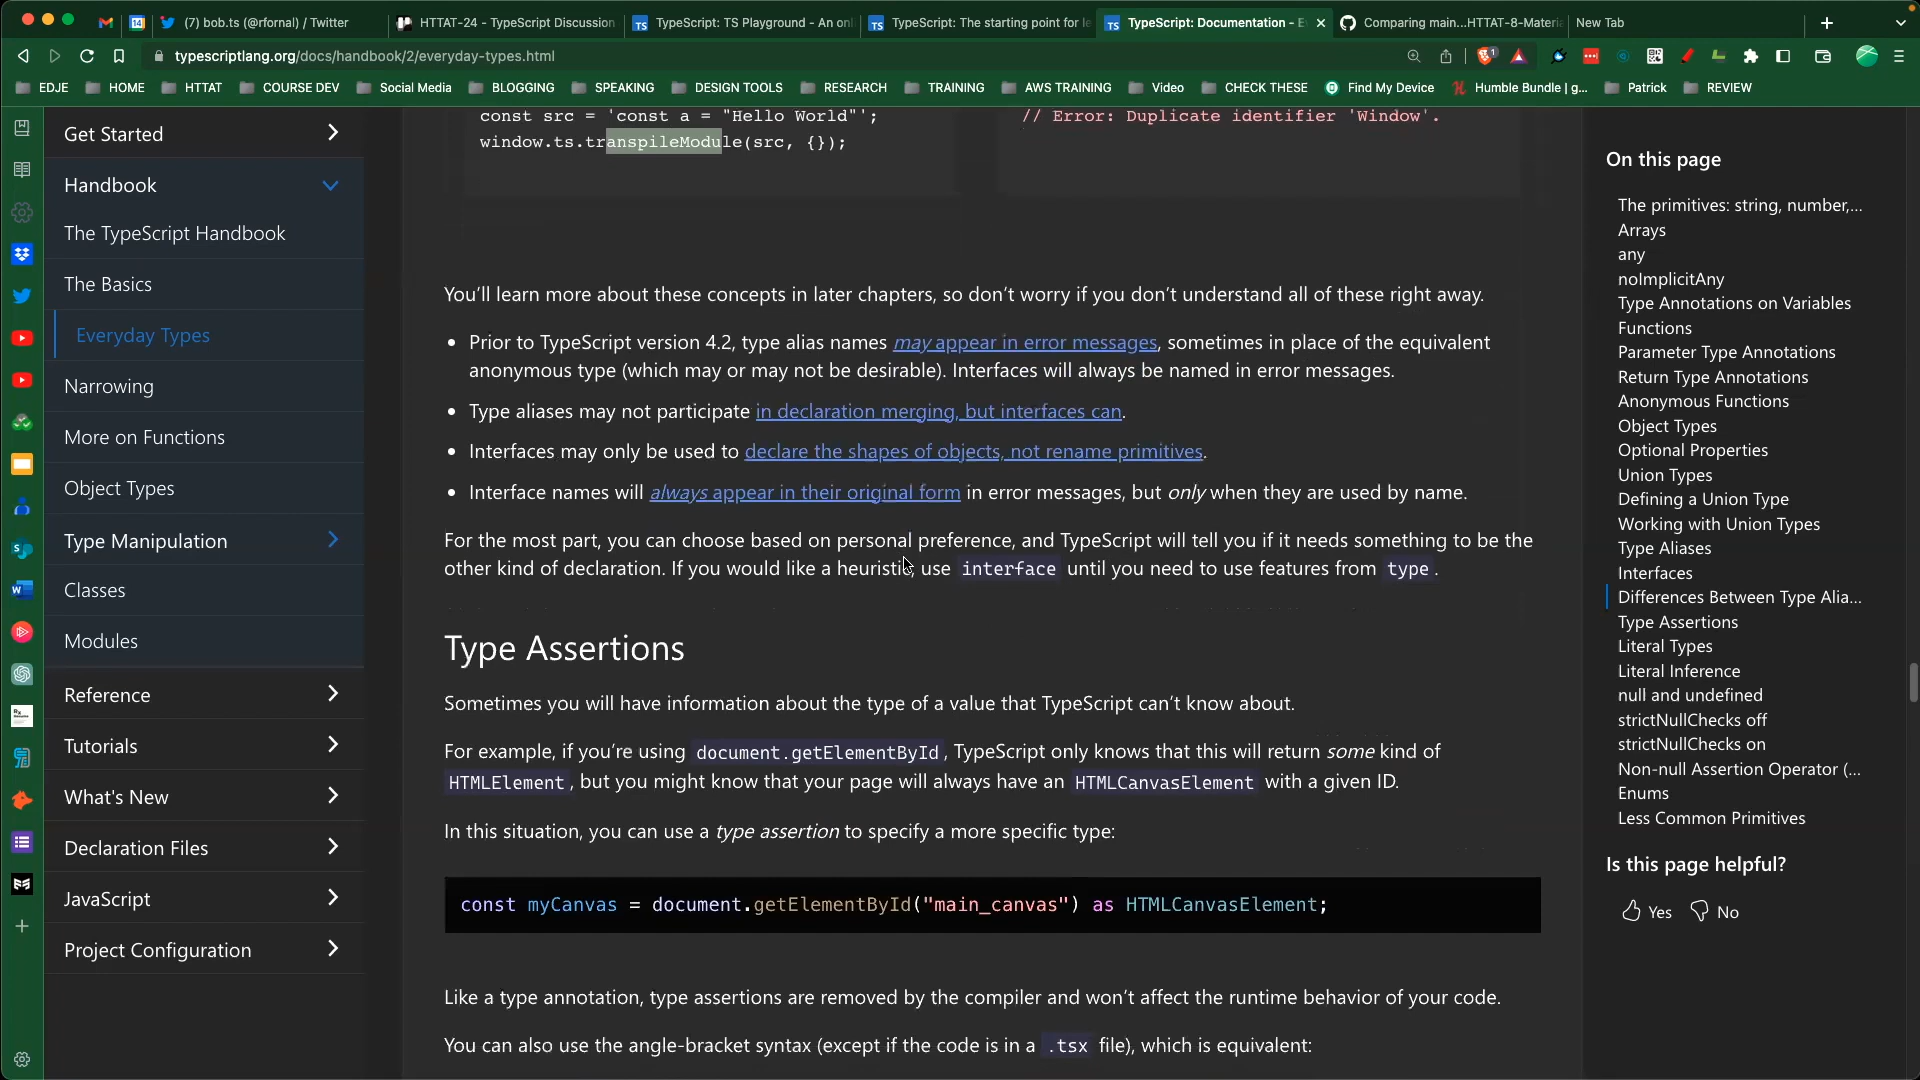 (7) bob.ts (@rfornal) / Twitter
HTTAT-24 - TypeScript Discussion
TypeScript: TS Playground - An onl
TypeScript: The starting point for le
TypeScript: Documentation - E
Comparing main...HTTAT-8-Materia
New Tab
typescriptlang.org/docs/handbook/2/everyday-types.html
EDJE
HOME
HTTAT
COURSE DEV
Social Media
BLOGGING
SPEAKING
DESIGN TOOLS
RESEARCH
TRAINING
AWS TRAINING
Video
CHECK THESE
Find My Device
Humble Bundle | g...
Patrick
REVIEW
Get Started
Handbook
The TypeScript Handbook
The Basics
Everyday Types
Narrowing
More on Functions
Object Types
Type Manipulation
Classes
Modules
Reference
Tutorials
What's New
Declaration Files
JavaScript
Project Configuration
const src = 'const a = "Hello World"';
window.ts.transpileModule(src, {});
// Error: Duplicate identifier 'Window'.
You'll learn more about these concepts in later chapters, so don't worry if you don't understand all of these right away.
• Prior to TypeScript version 4.2, type alias names may appear in error messages, sometimes in place of the equivalent
anonymous type (which may or may not be desirable). Interfaces will always be named in error messages.
• Type aliases may not participate in declaration merging, but interfaces can.
• Interfaces may only be used to declare the shapes of objects, not rename primitives.
• Interface names will always appear in their original form in error messages, but only when they are used by name.
For the most part, you can choose based on personal preference, and TypeScript will tell you if it needs something to be the
other kind of declaration. If you would like a heuristic, use interface until you need to use features from type.
Type Assertions
Sometimes you will have information about the type of a value that TypeScript can't know about.
For example, if you're using document.getElementById, TypeScript only knows that this will return some kind of
HTMLElement, but you might know that your page will always have an HTMLCanvasElement with a given ID.
In this situation, you can use a type assertion to specify a more specific type:
const myCanvas = document.getElementById("main_canvas") as HTMLCanvasElement;
Like a type annotation, type assertions are removed by the compiler and won't affect the runtime behavior of your code.
You can also use the angle-bracket syntax (except if the code is in a .tsx file), which is equivalent:
On this page
The primitives: string, number,...
Arrays
any
noImplicitAny
Type Annotations on Variables
Functions
Parameter Type Annotations
Return Type Annotations
Anonymous Functions
Object Types
Optional Properties
Union Types
Defining a Union Type
Working with Union Types
Type Aliases
Interfaces
Differences Between Type Alia...
Type Assertions
Literal Types
Literal Inference
null and undefined
strictNullChecks off
strictNullChecks on
Non-null Assertion Operator (...
Enums
Less Common Primitives
Is this page helpful?
Yes
No